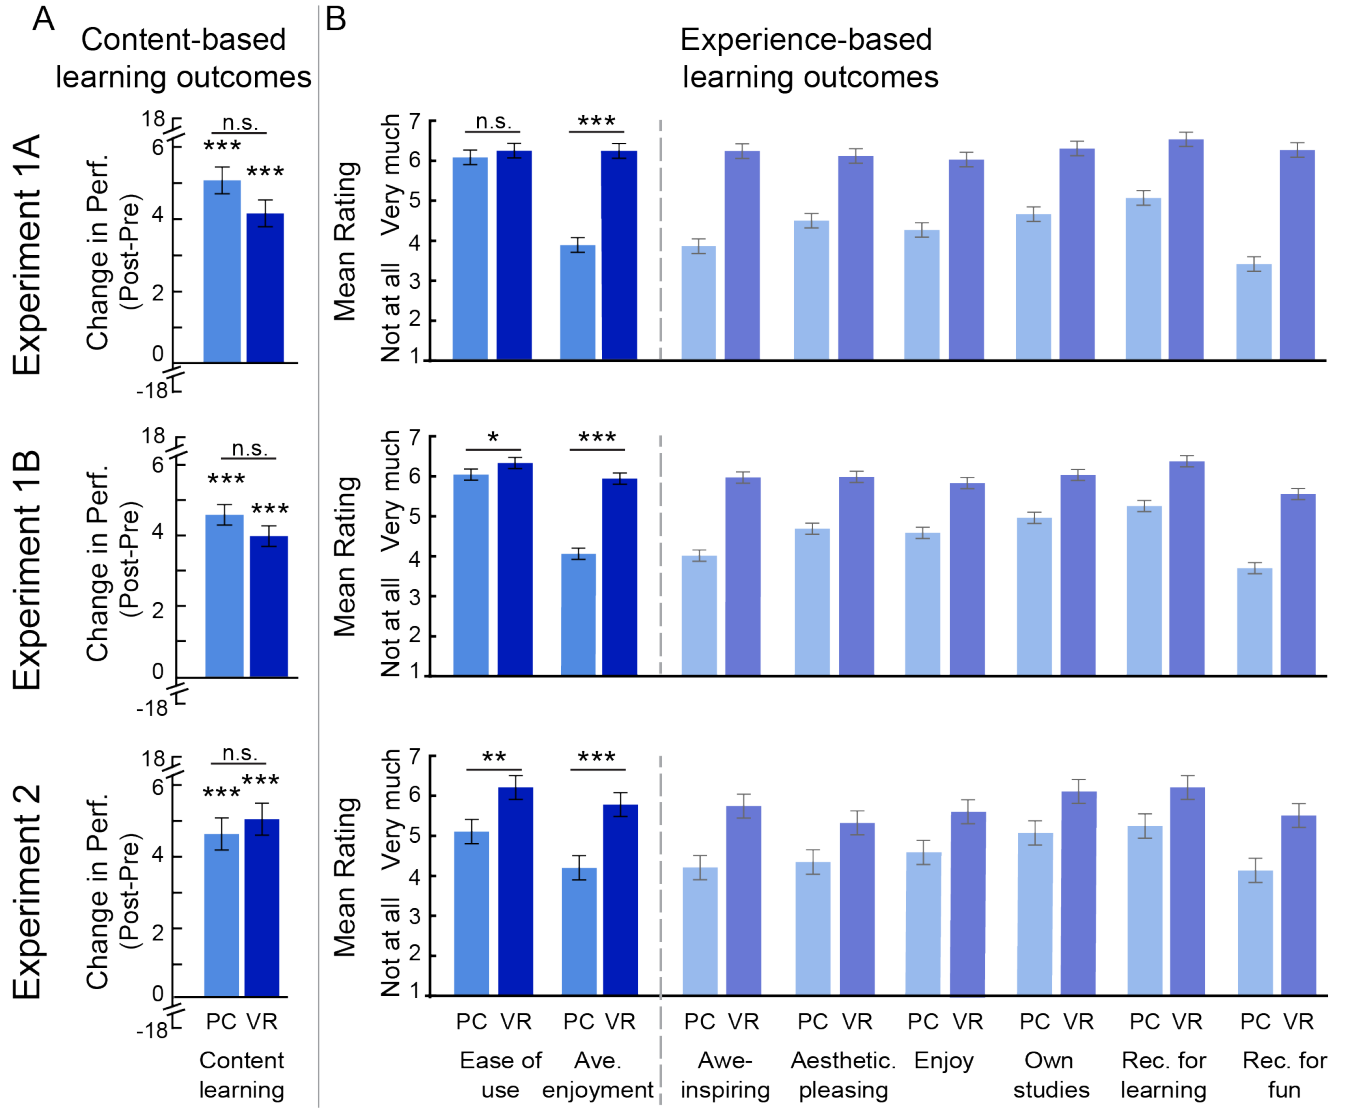 A
Content-based
learning outcomes
B
Experience-based
learning outcomes
Experiment 1A
Change in Perf.
(Post-Pre)
18
6
4
2
0
-18
n.s.
***
***
Mean Rating
Not at all Very much
7
6
5
4
3
2
1
n.s.
***
Experiment 1B
Change in Perf.
(Post-Pre)
18
6
4
2
0
-18
n.s.
***
***
Mean Rating
Not at all Very much
7
6
5
4
3
2
1
*
***
Experiment 2
Change in Perf.
(Post-Pre)
18
6
4
2
0
-18
n.s.
***
***
Mean Rating
Not at all Very much
7
6
5
4
3
2
1
**
***
PC VR
Content
learning
PC VR
Ease of
use
PC VR
Ave.
enjoyment
PC VR
Awe-
inspiring
PC VR
Aesthetic.
pleasing
PC VR
Enjoy
PC VR
Own
studies
PC VR
Rec. for
learning
PC VR
Rec. for
fun